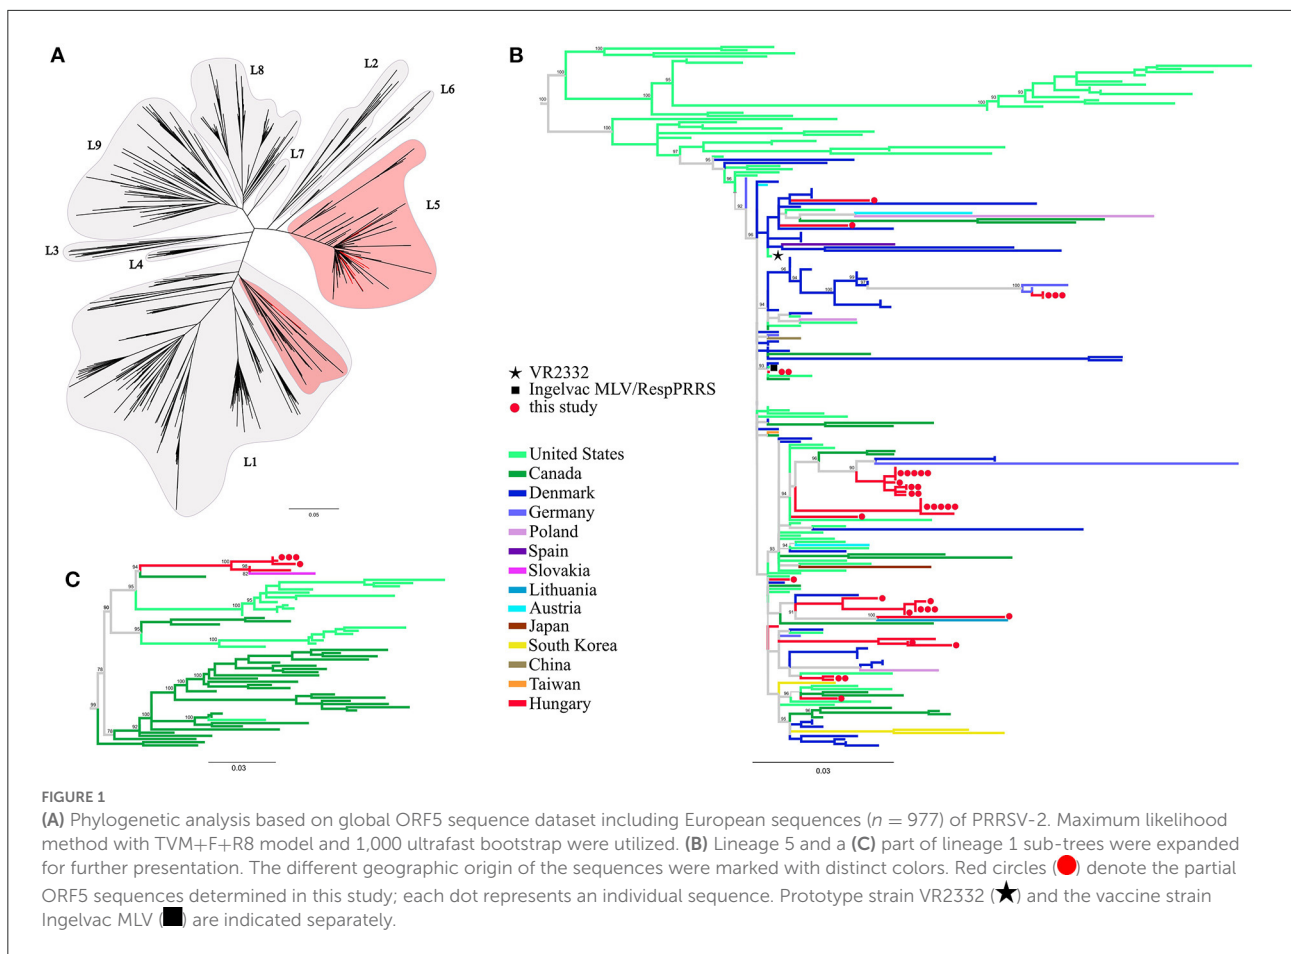 A
L8
L2
L6
L9
L7
L5
L3
L4
L1
0.05
B
★ VR2332
■ Ingelvac MLV/RespPRRS
● this study
United States
Canada
Denmark
Germany
Poland
Spain
Slovakia
Lithuania
Austria
Japan
South Korea
China
Taiwan
Hungary
0.03
C
0.03
FIGURE 1
(A) Phylogenetic analysis based on global ORF5 sequence dataset including European sequences (n = 977) of PRRSV-2. Maximum likelihood
method with TVM+F+R8 model and 1,000 ultrafast bootstrap were utilized. (B) Lineage 5 and a (C) part of lineage 1 sub-trees were expanded
for further presentation. The different geographic origin of the sequences were marked with distinct colors. Red circles (●) denote the partial
ORF5 sequences determined in this study; each dot represents an individual sequence. Prototype strain VR2332 (★) and the vaccine strain
Ingelvac MLV (■) are indicated separately.